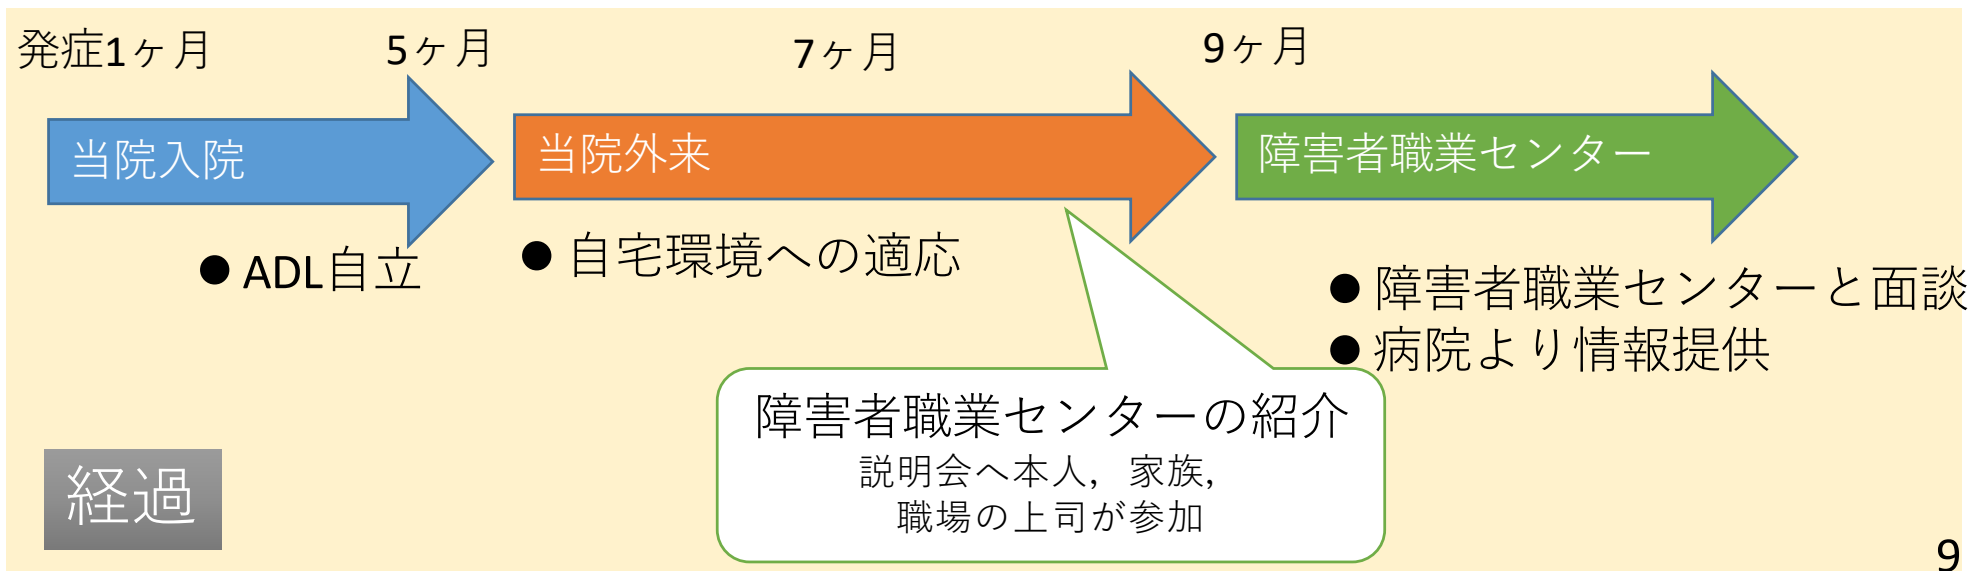 発症1ヶ月
5ヶ月
7ヶ月
9ヶ月
当院入院
当院外来
障害者職業センター
● ADL自立
● 自宅環境への適応
● 障害者職業センターと面談
● 病院より情報提供
障害者職業センターの紹介
説明会へ本人，家族，
職場の上司が参加
経過
9